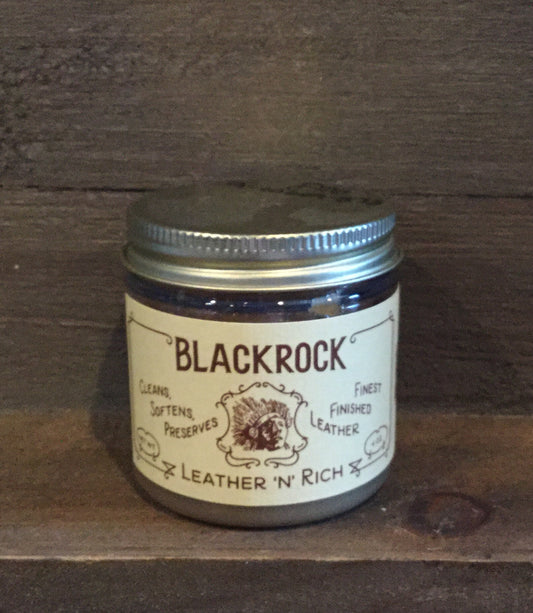 BLACKROCK
CLEANS,
SOFTENS,
PRESERVES
FINEST
FINISHED
LEATHER
LEATHER 'N' RICH